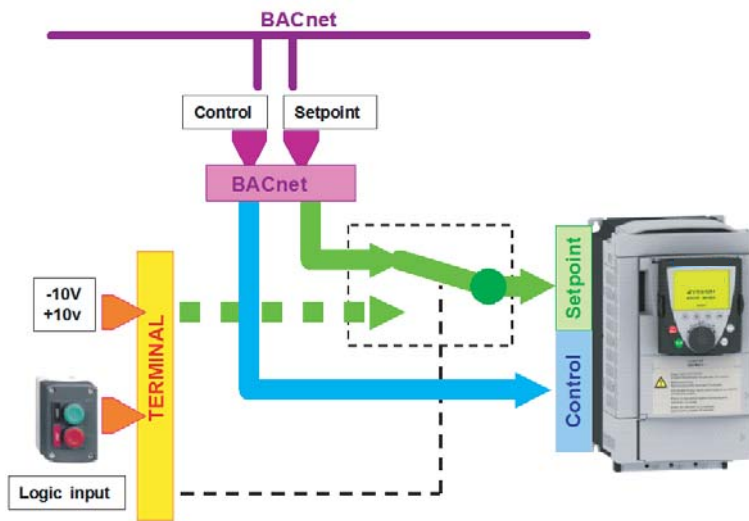 BACnet
Control
Setpoint
BACnet
-10V
+10v
TERMINAL
Logic input
Setpoint
Control